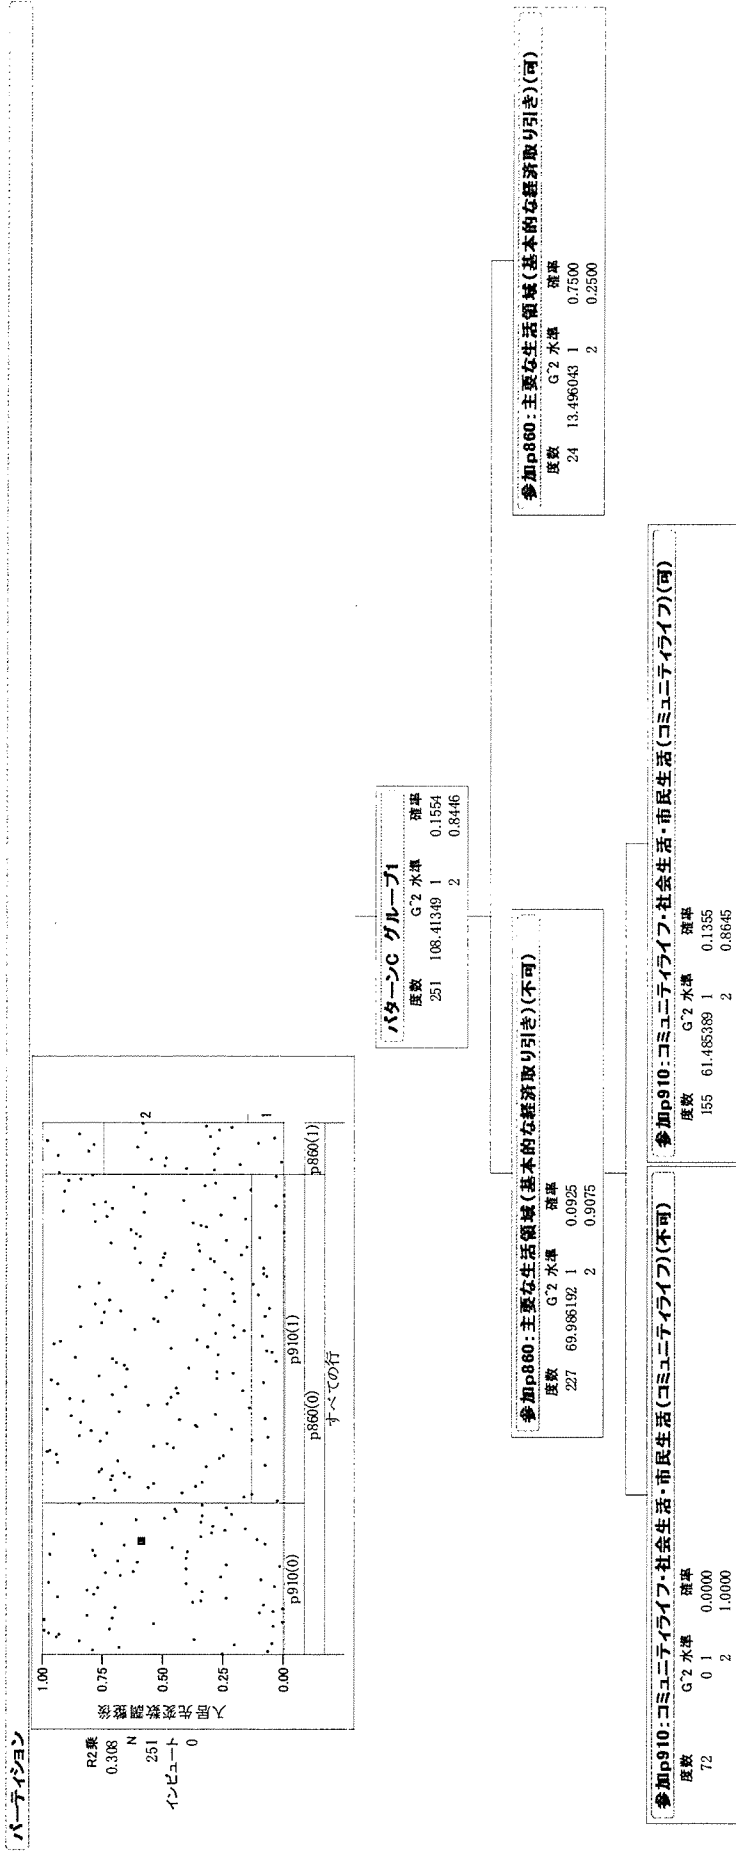 パーティション
R2乗
0.308
N
251
インピュート
0
入居先変数調整後
1.00
0.75
0.50
0.25
0.00
2
1
p910(0)
p910(1)
p860(0)
p860(1)
すべての行
パターンC グループ1
度数 G^2 水準 確率
251 108.41349 1 0.1554
2 0.8446
参加p860:主要な生活領域(基本的な経済取り引き)(不可)
度数 G^2 水準 確率
227 69.986192 1 0.0925
2 0.9075
参加p860:主要な生活領域(基本的な経済取り引き)(可)
度数 G^2 水準 確率
24 13.496043 1 0.7500
2 0.2500
参加p910:コミュニティライフ・社会生活・市民生活(コミュニティライフ)(不可)
度数 G^2 水準 確率
72 0 1 0.0000
2 1.0000
参加p910:コミュニティライフ・社会生活・市民生活(コミュニティライフ)(可)
度数 G^2 水準 確率
155 61.485389 1 0.1355
2 0.8645